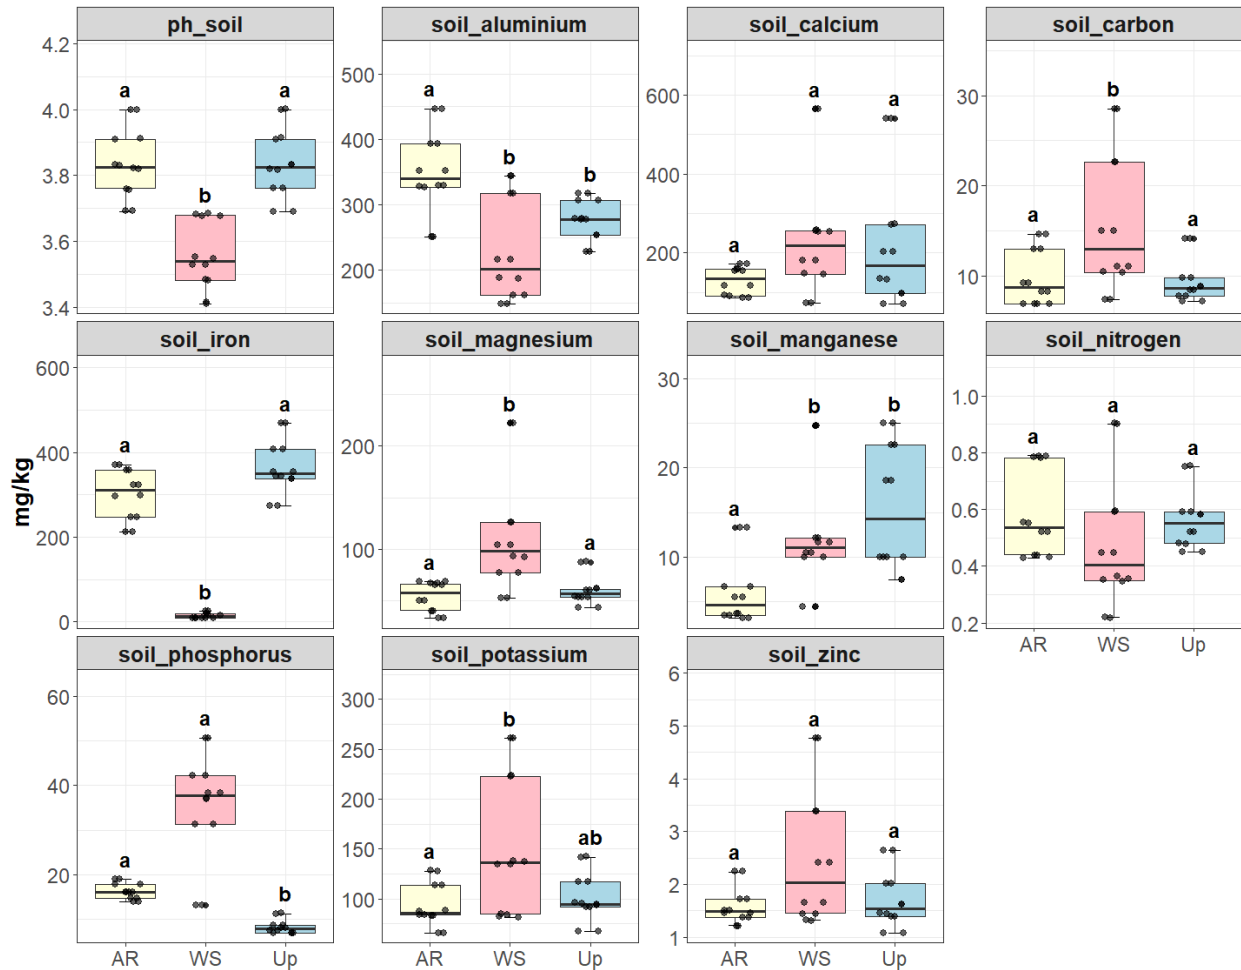 ph_soil
soil_aluminium
soil_calcium
soil_carbon
4.2
4.0
3.8
3.6
3.4
a
b
a
500
400
300
200
a
b
b
600
400
200
a
a
a
30
20
10
a
b
a
soil_iron
soil_magnesium
soil_manganese
soil_nitrogen
600
400
200
0
a
b
a
200
100
a
b
a
30
20
10
a
b
b
1.0
0.8
0.6
0.4
0.2
a
a
a
AR WS Up
mg/kg
soil_phosphorus
soil_potassium
soil_zinc
60
40
20
a
a
b
300
250
200
150
100
a
b
ab
6
5
4
3
2
1
a
a
a
AR WS Up
AR WS Up
AR WS Up